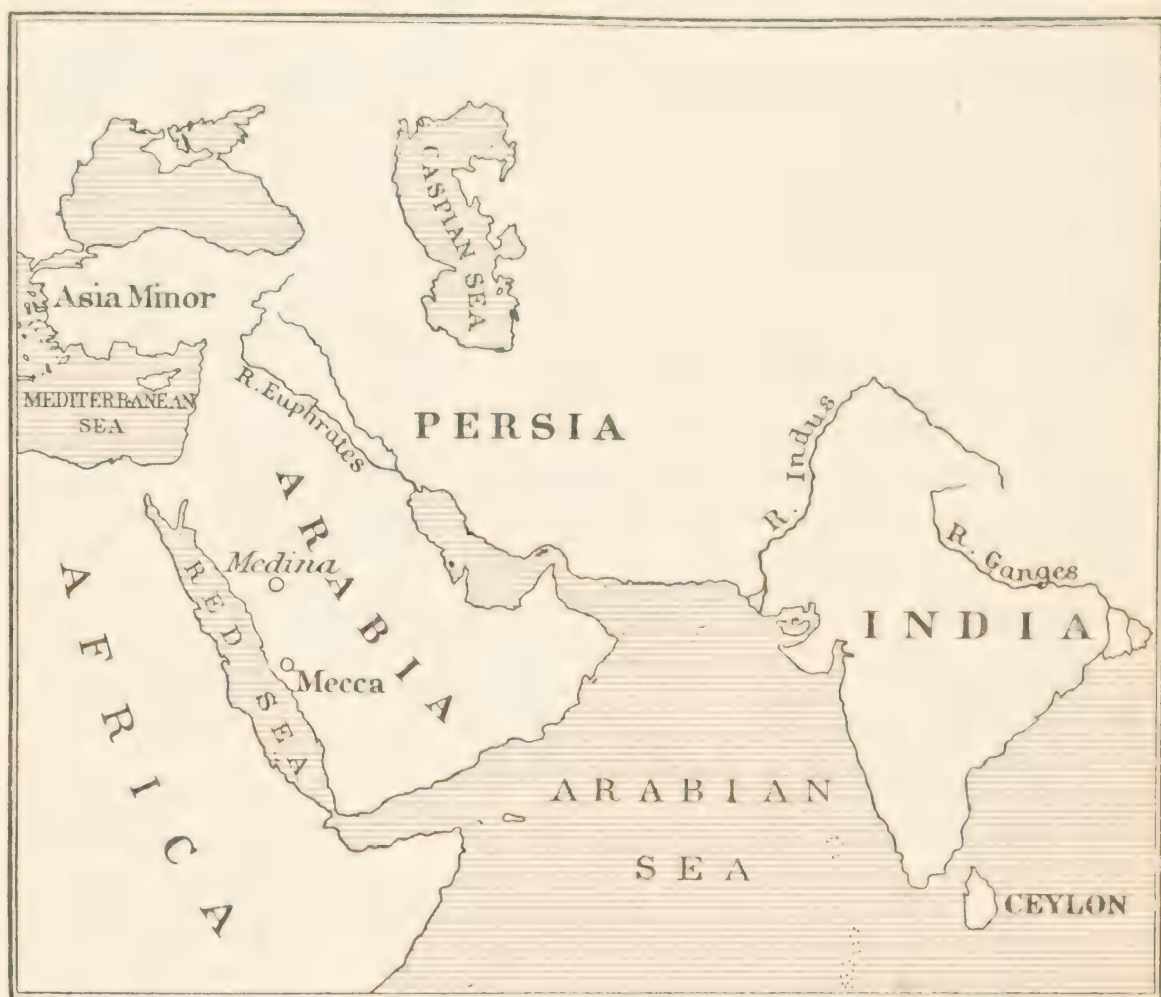 CASPIAN SEA
Asia Minor
MEDITERRANEAN
SEA
R. Euphrates
PERSIA
R. Indus
ARABIA
Medina
R. Ganges
AFRICA
RED SEA
INDIA
Mecca
ARABIAN
SEA
CEYLON